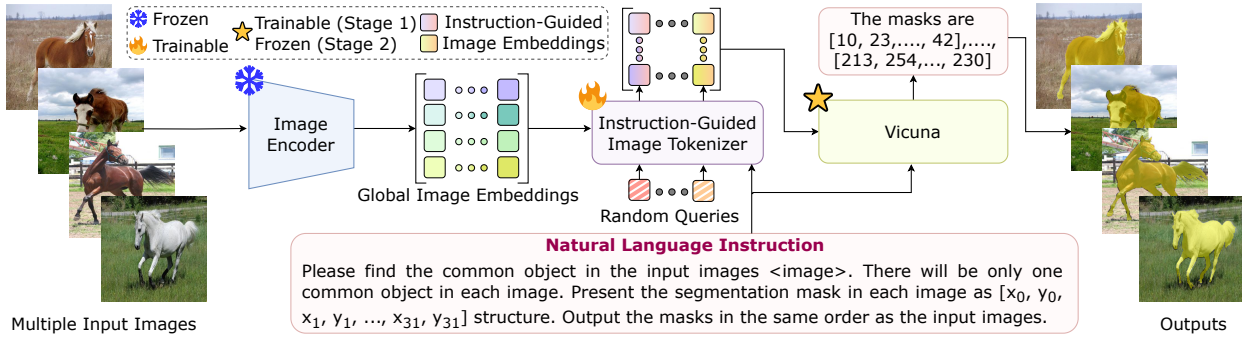 Frozen
Trainable
Trainable (Stage 1)
Frozen (Stage 2)
Instruction-Guided
Image Embeddings
The masks are
[10, 23,...., 42],....,
[213, 254,..., 230]
Image
Encoder
Global Image Embeddings
Instruction-Guided
Image Tokenizer
Random Queries
Vicuna
Natural Language Instruction
Please find the common object in the input images <image>. There will be only one
common object in each image. Present the segmentation mask in each image as [x₀, y₀,
x₁, y₁, ..., x₃₁, y₃₁] structure. Output the masks in the same order as the input images.
Multiple Input Images
Outputs